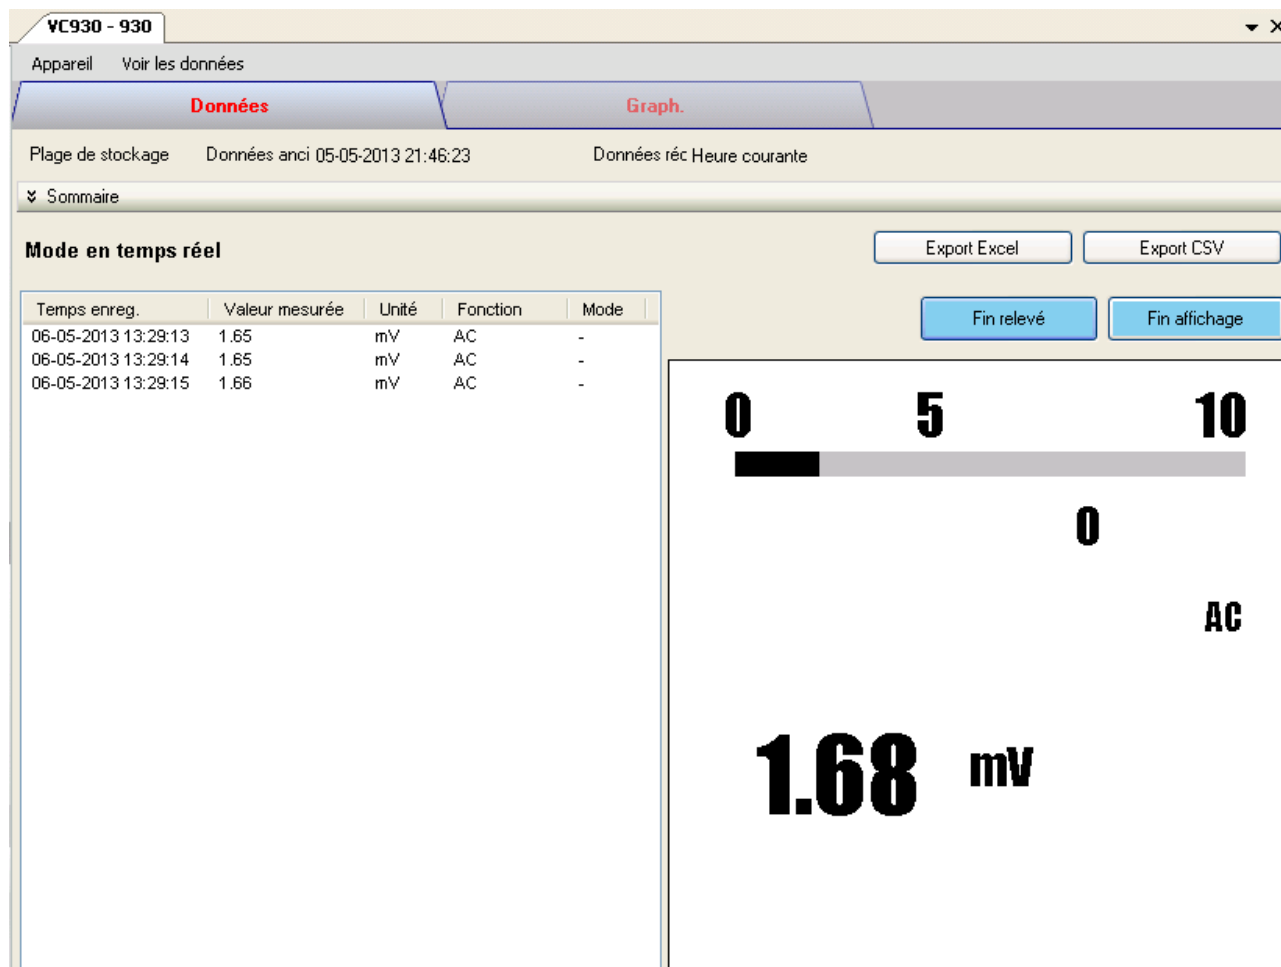 VC930 - 930
Appareil Voir les données
Données Graph.
Plage de stockage Données anci 05-05-2013 21:46:23 Données réc Heure courante
Sommaire
Mode en temps réel Export Excel Export CSV
Temps enreg. Valeur mesurée Unité Fonction Mode Fin relevé Fin affichage
06-05-2013 13:29:13 1.65 mV AC -
06-05-2013 13:29:14 1.65 mV AC -
06-05-2013 13:29:15 1.66 mV AC -
0 5 10
0
AC
1.68 mV